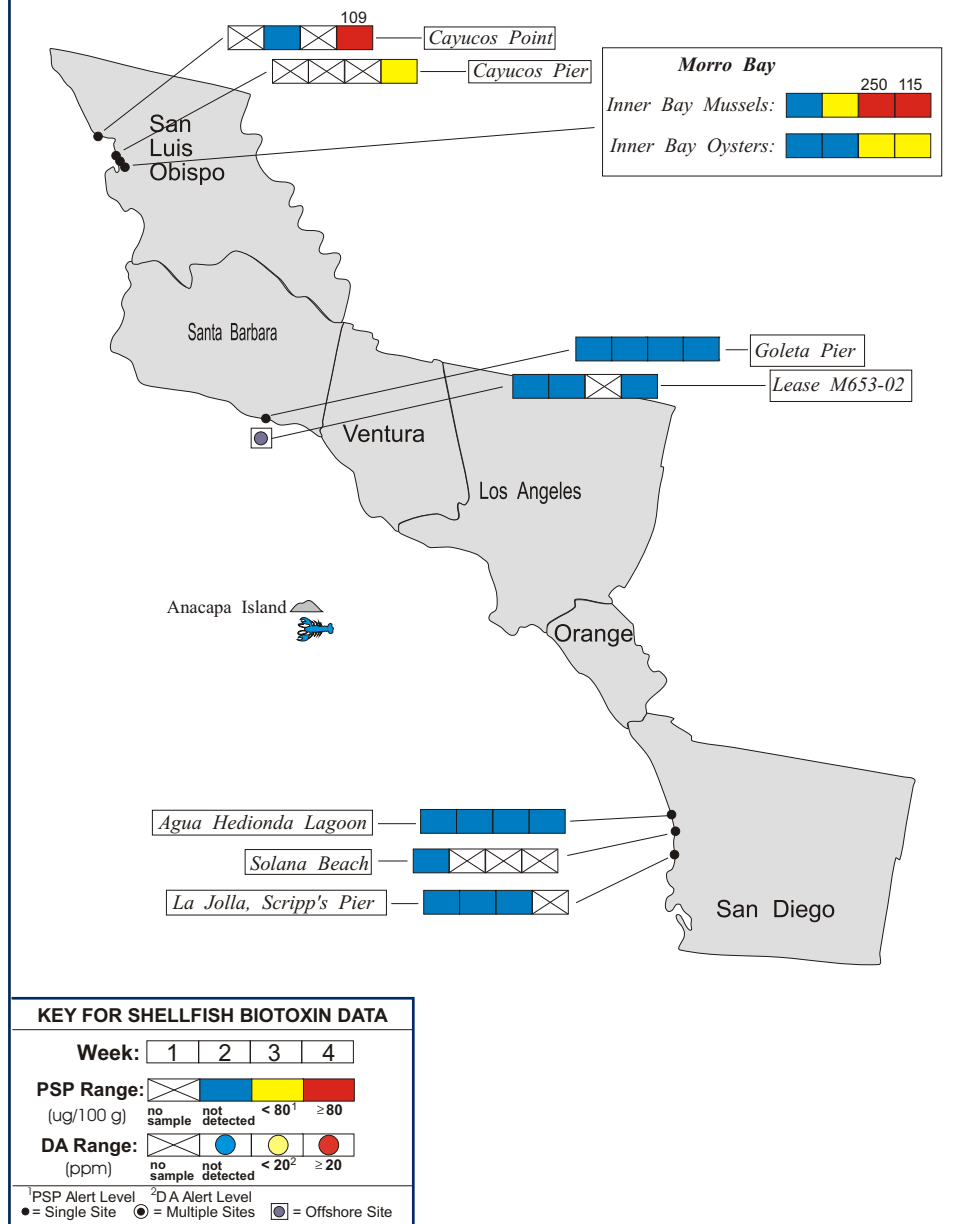 109
Cayucos Point
Cayucos Pier
Morro Bay
250 115
Inner Bay Mussels:
Inner Bay Oysters:
San
Luis
Obispo
Santa Barbara
Goleta Pier
Lease M653-02
Ventura
Los Angeles
Anacapa Island
Orange
Agua Hedionda Lagoon
Solana Beach
La Jolla, Scripp's Pier
San Diego
KEY FOR SHELLFISH BIOTOXIN DATA
Week: 1 2 3 4
PSP Range:
(ug/100 g)
no sample
not detected
< 80¹
≥80
DA Range:
(ppm)
no sample
not detected
< 20²
≥ 20
¹PSP Alert Level ²DA Alert Level
= Single Site = Multiple Sites = Offshore Site